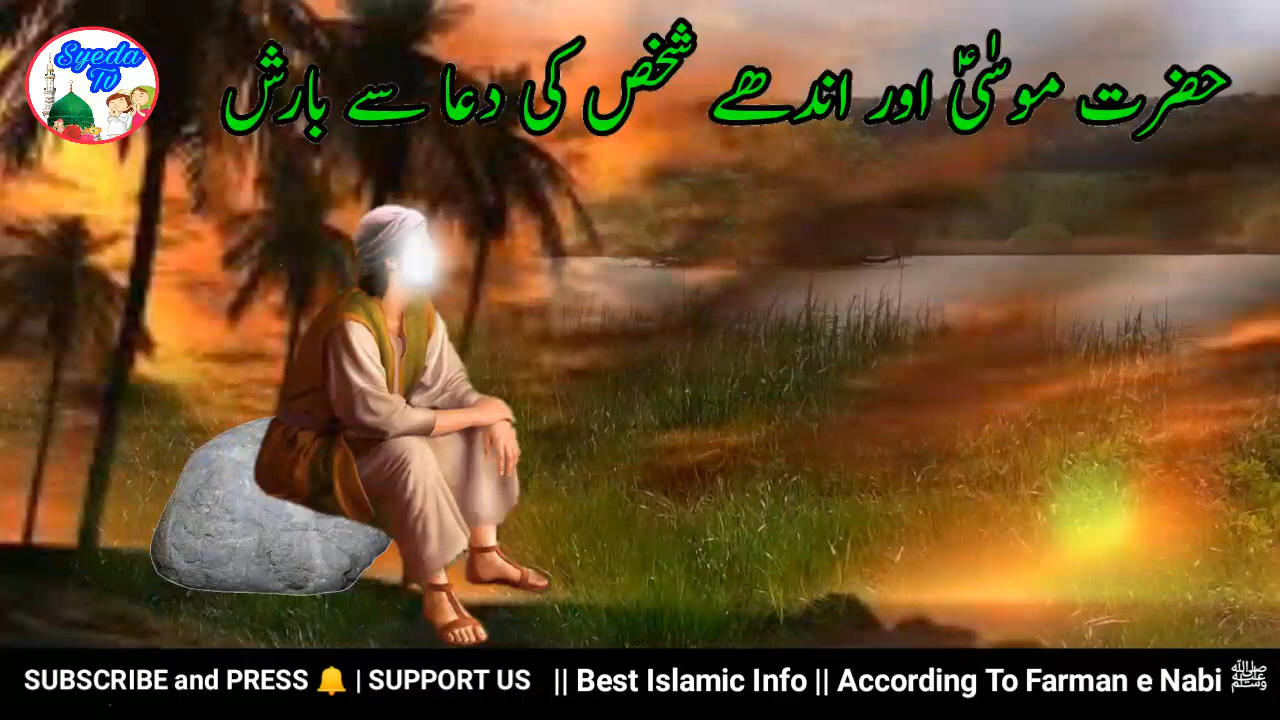 Syeda
Tv
حضرت موسٰیؑ اور اندھے شخص کی دعا سے بارش
SUBSCRIBE and PRESS 🔔 | SUPPORT US || Best Islamic Info || According To Farman e Nabi ﷺ